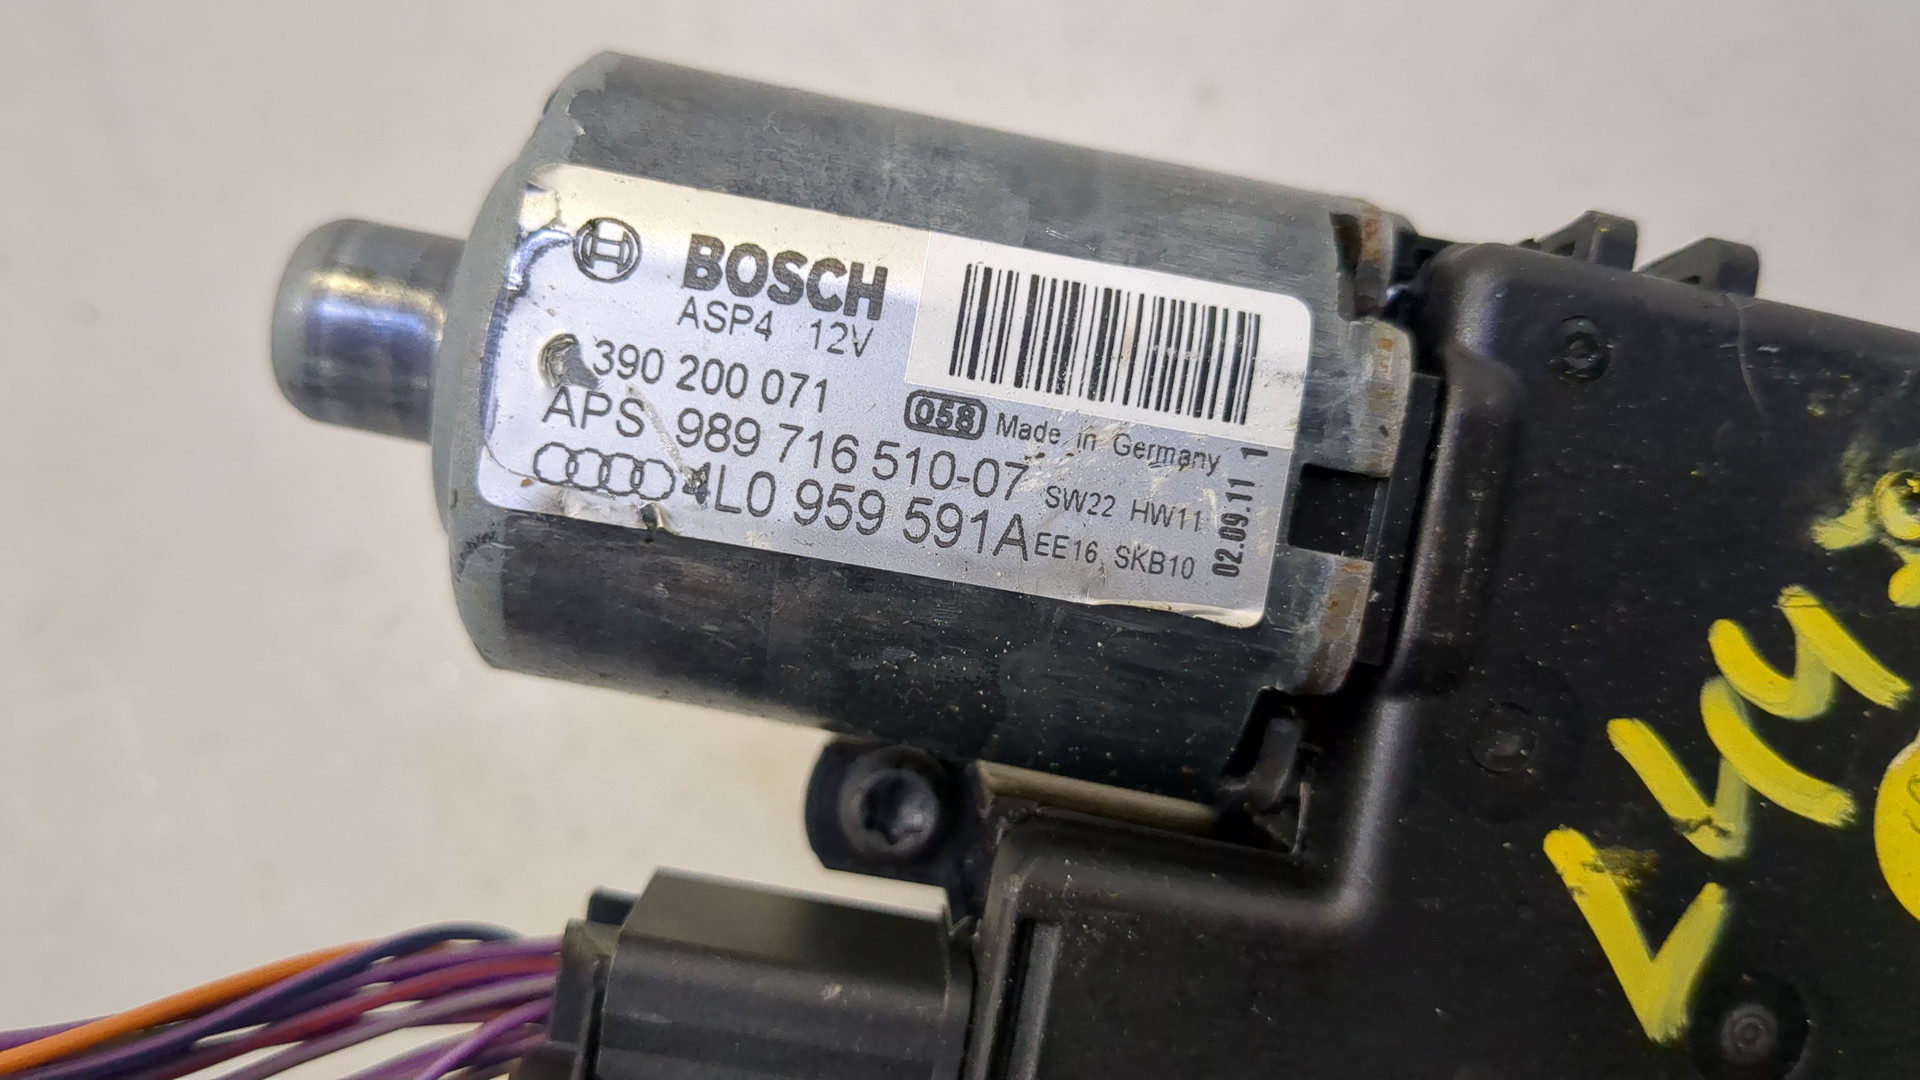 BOSCH
ASP4 12V
390 200 071
058 Made in Germany
APS 989 716 510-07
SW22 HW11
4L0 959 591A
EE16 SKB10
02.09.11 1